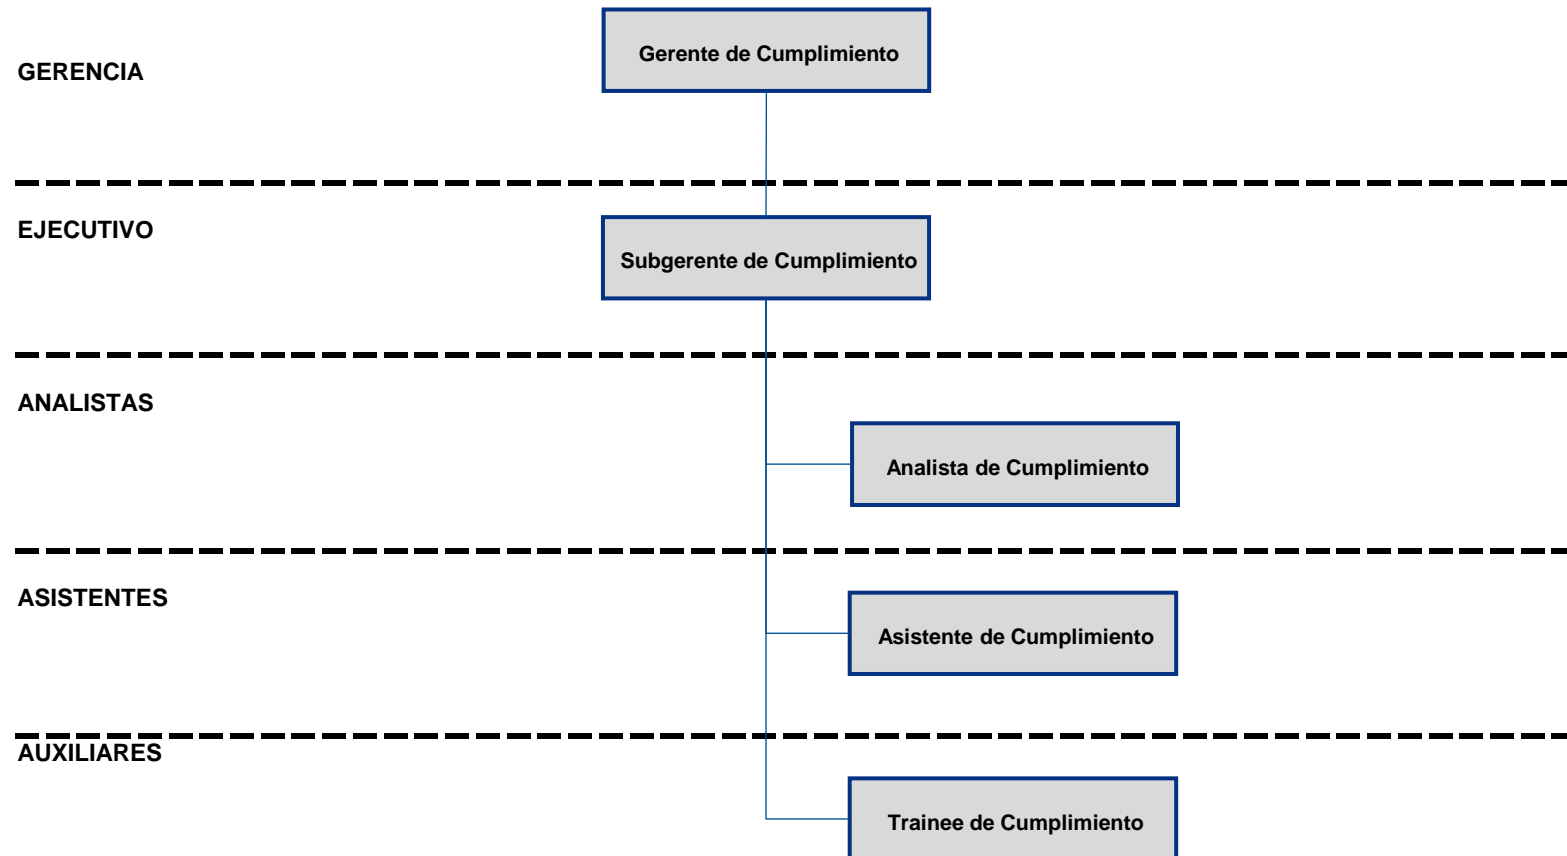 Gerente de Cumplimiento
GERENCIA
EJECUTIVO
Subgerente de Cumplimiento
ANALISTAS
Analista de Cumplimiento
ASISTENTES
Asistente de Cumplimiento
AUXILIARES
Trainee de Cumplimiento